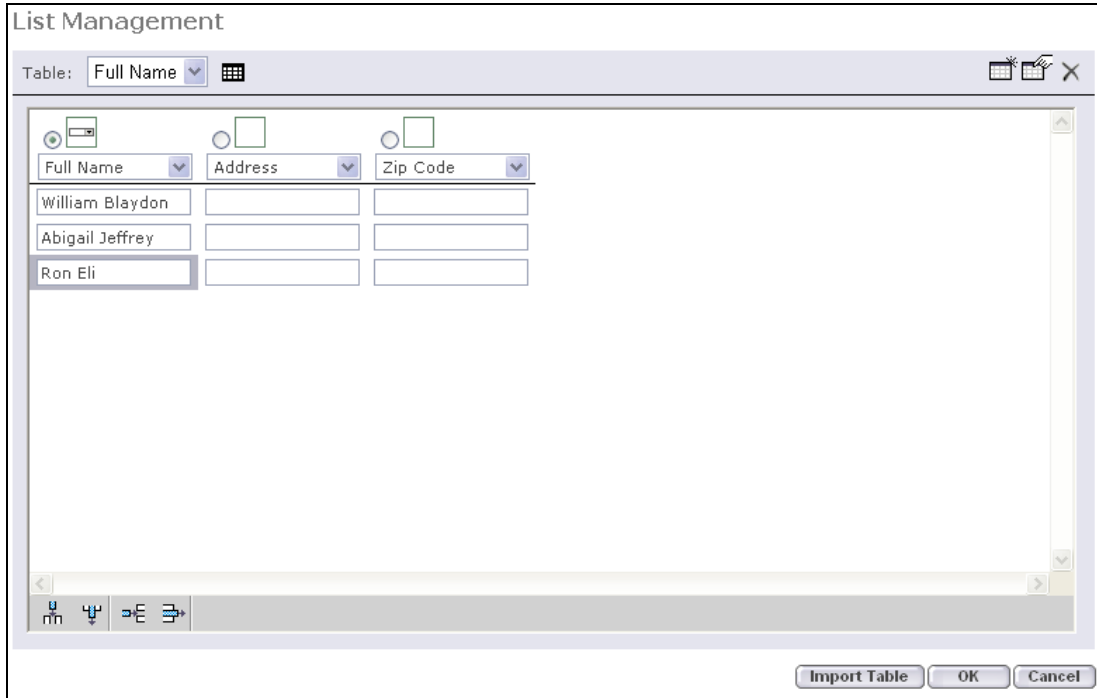 List Management
Table: Full Name
Full Name Address Zip Code
William Blaydon
Abigail Jeffrey
Ron Eli
Import Table OK Cancel